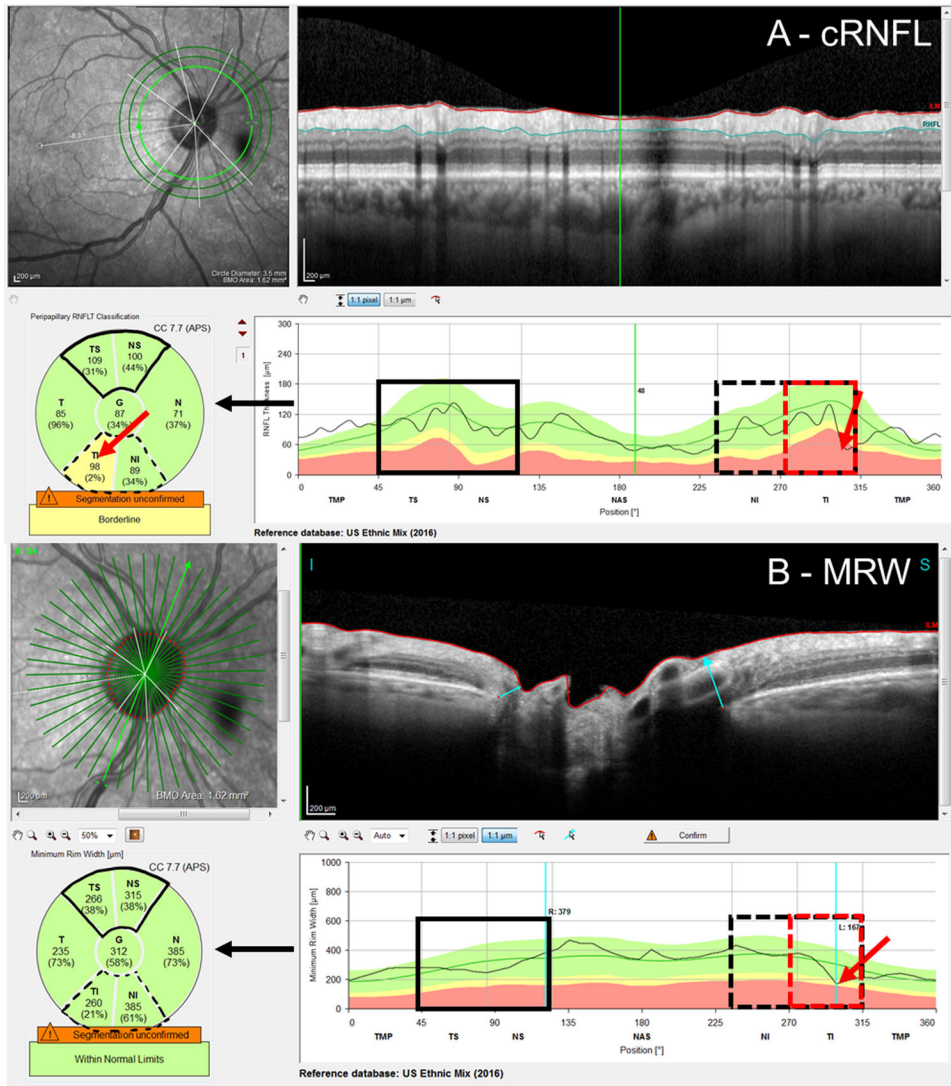 A - cRNFL
ILM
RNFL
-8.3°
Circle Diameter: 3.5 mm
BMO Area: 1.62 mm²
200 µm
200 µm
1:1 pixel 1:1 µm
Peripapillary RNFLT Classification
CC 7.7 (APS)
TS
109
(31%)
NS
100
(44%)
T
85
(96%)
G
87
(34%)
N
71
(37%)
TI
98
(2%)
NI
89
(34%)
Segmentation unconfirmed
Borderline
1
RNFL Thickness [µm]
300
240
180
120
60
0
48
0 45 90 135 225 270 315 360
TMP TS NS NAS NI TI TMP
Position [°]
Reference database: US Ethnic Mix (2016)
B - MRW
I
S
ILM
BMO Area: 1.62 mm²
200 µm
200 µm
50%
Auto 1:1 pixel 1:1 µm Confirm
Minimum Rim Width [µm]
CC 7.7 (APS)
TS
266
(38%)
NS
315
(38%)
T
235
(73%)
G
312
(58%)
N
385
(73%)
TI
260
(21%)
NI
385
(61%)
Segmentation unconfirmed
Within Normal Limits
Minimum Rim Width [µm]
1000
800
600
400
200
0
R: 379
L: 167
0 45 90 135 225 270 315 360
TMP TS NS NAS NI TI TMP
Position [°]
Reference database: US Ethnic Mix (2016)